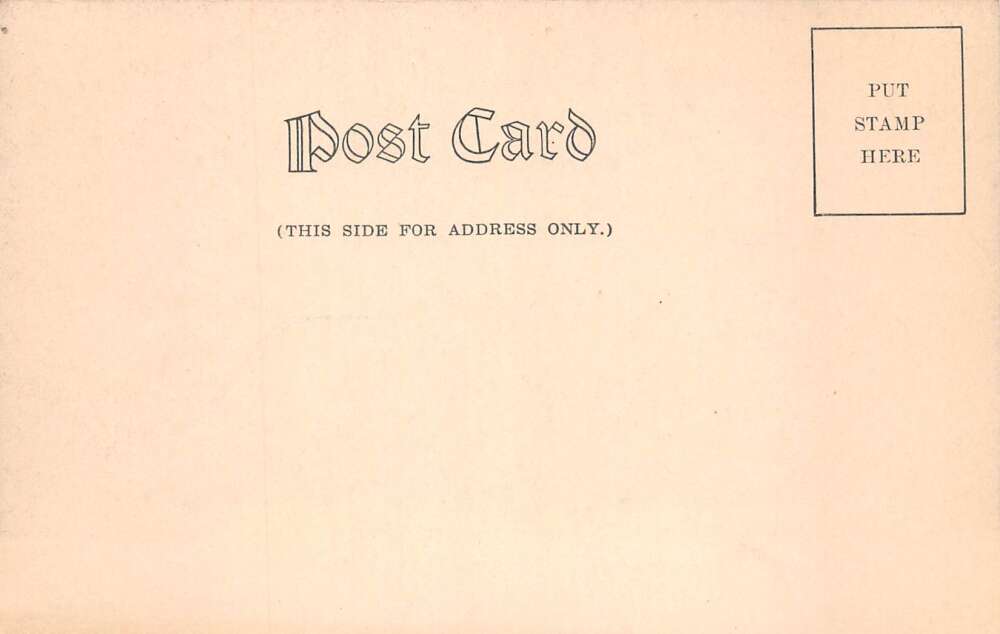 Post Card
(THIS SIDE FOR ADDRESS ONLY.)
PUT
STAMP
HERE